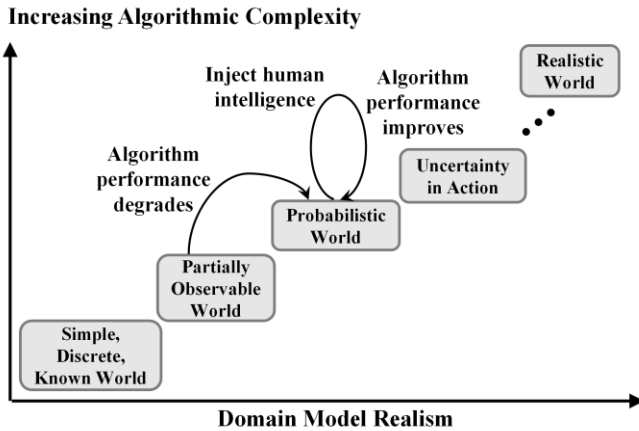 Increasing Algorithmic Complexity
Realistic
World
Inject human
intelligence
Algorithm
performance
improves
Uncertainty
in Action
Algorithm
performance
degrades
Probabilistic
World
Partially
Observable
World
Simple,
Discrete,
Known World
Domain Model Realism